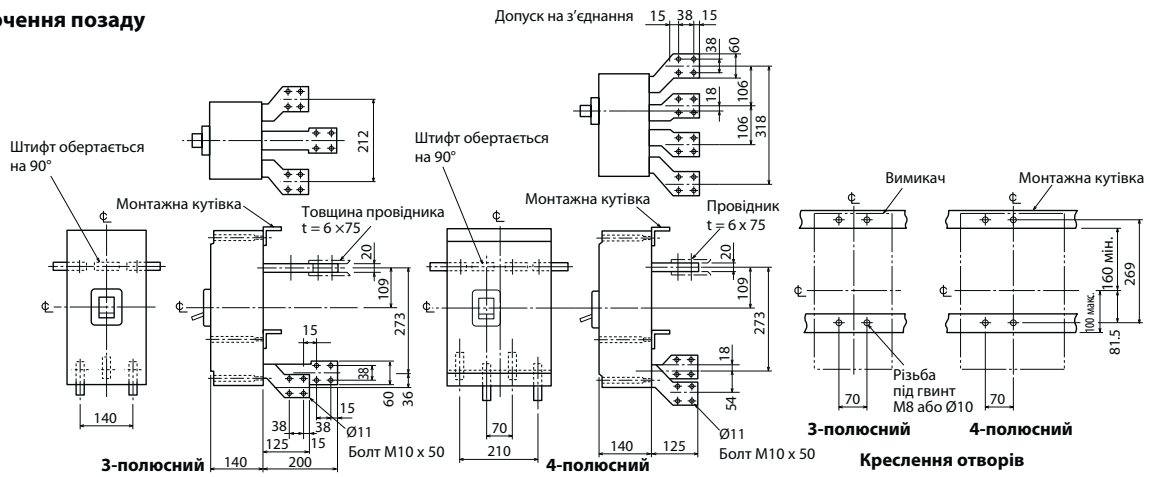 чення позаду
Допуск на з’єднання
15
38
15
38
60
18
106
106
318
212
Штифт обертається
на 90°
Монтажна кутівка
Товщина провідника
t = 6 ×75
20
109
273
15
38
60
36
15
38
38
15
125
140
200
140
3-полюсний
Штифт обертається
на 90°
Монтажна кутівка
Провідник
t = 6 x 75
20
109
273
18
54
Ø11
Болт М10 х 50
70
210
140
125
Ø11
Болт М10 х 50
4-полюсний
Вимикач
Монтажна кутівка
160 мін.
269
100 макс.
81.5
Різьба
під гвинт
М8 або Ø10
70
70
3-полюсний
4-полюсний
Креслення отворів